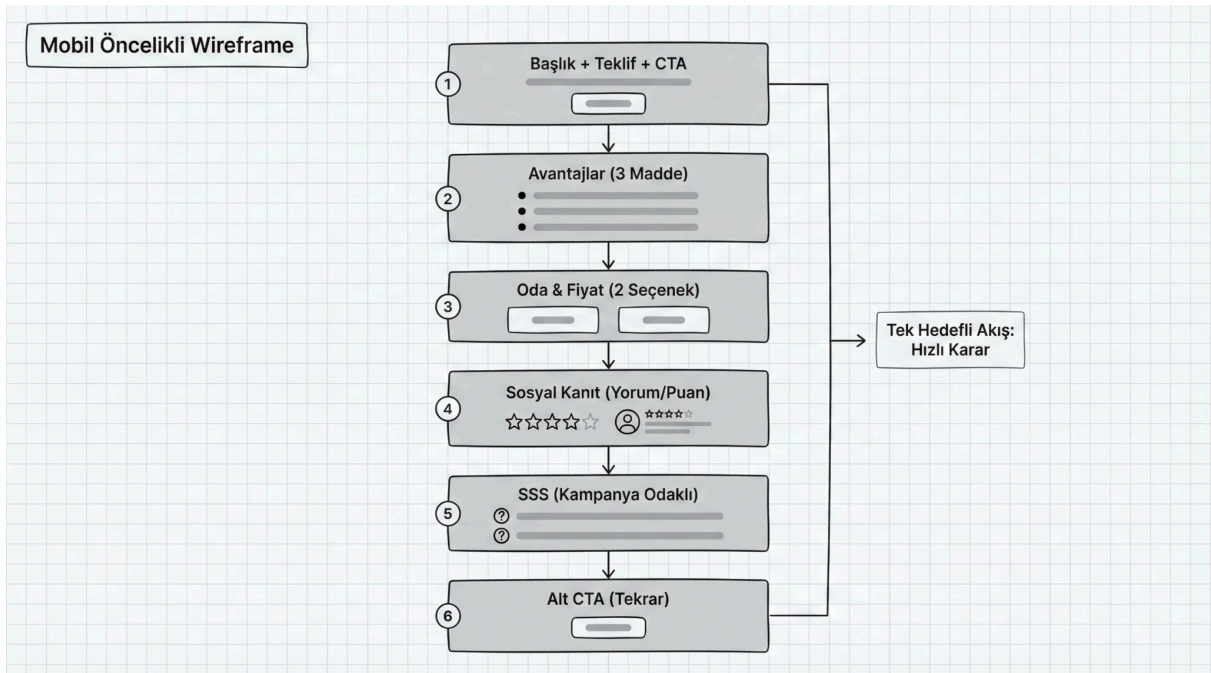 Mobil Öncelikli Wireframe
1
Başlık + Teklif + CTA
2
Avantajlar (3 Madde)
3
Oda & Fiyat (2 Seçenek)
4
Sosyal Kanıt (Yorum/Puan)
5
SSS (Kampanya Odaklı)
?
?
6
Alt CTA (Tekrar)
Tek Hedefli Akış:
Hızlı Karar